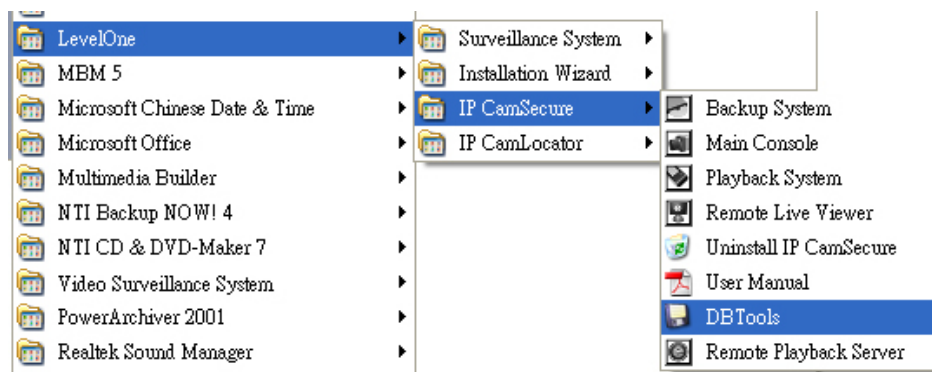 LevelOne
MBM 5
Microsoft Chinese Date & Time
Microsoft Office
Multimedia Builder
NTI Backup NOW! 4
NTI CD & DVD-Maker 7
Video Surveillance System
PowerArchiver 2001
Realtek Sound Manager
Surveillance System
Installation Wizard
IP CamSecure
IP CamLocator
Backup System
Main Console
Playback System
Remote Live Viewer
Uninstall IP CamSecure
User Manual
DBTools
Remote Playback Server